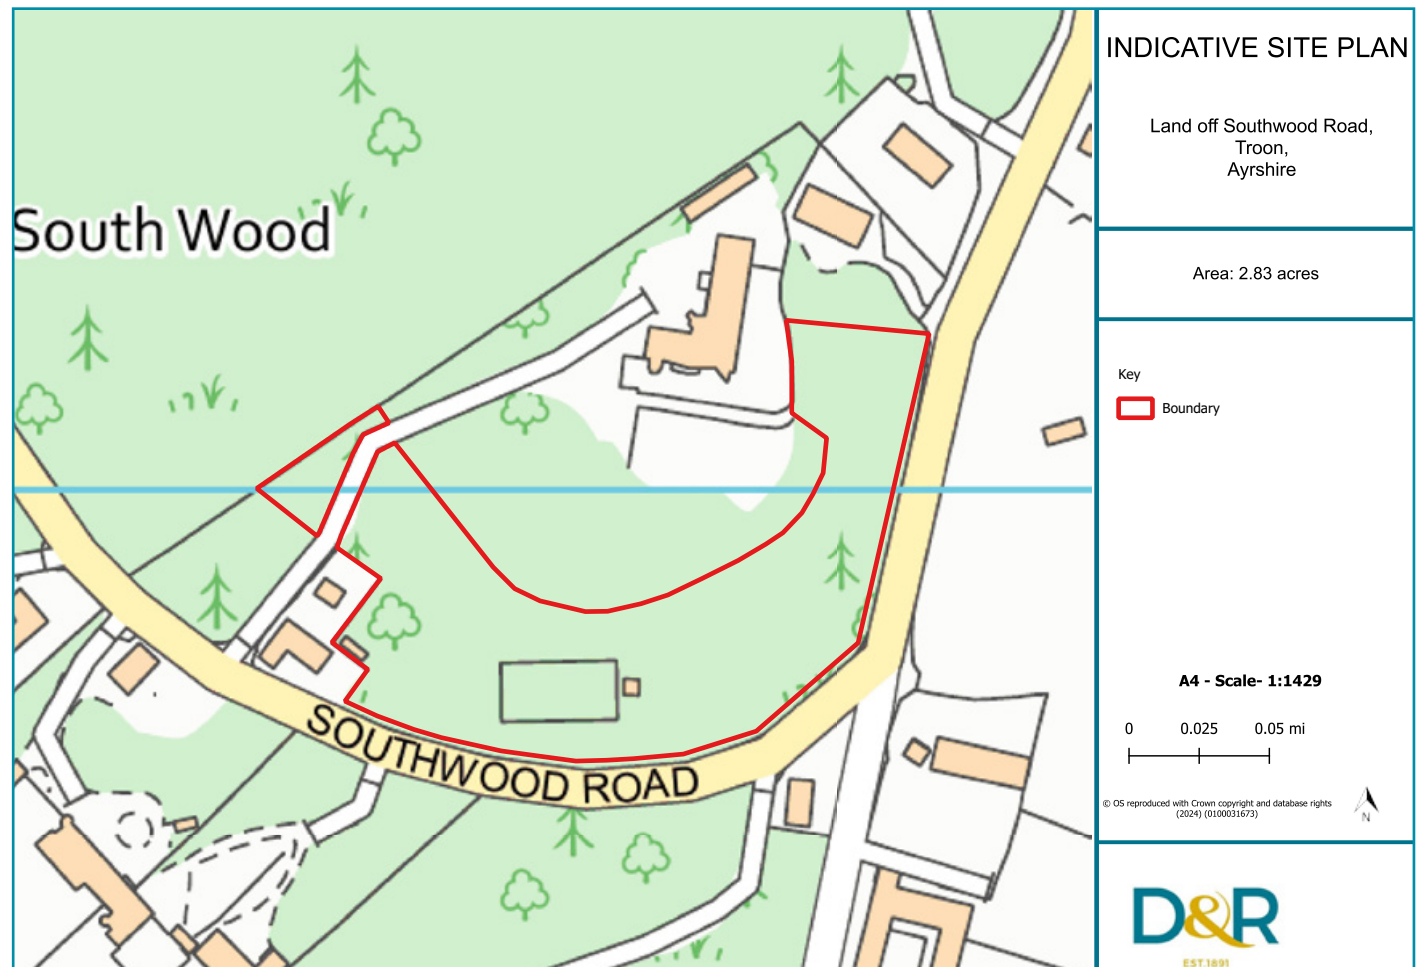 South Wood
SOUTHWOOD ROAD
INDICATIVE SITE PLAN
Land off Southwood Road,
Troon,
Ayrshire
Area: 2.83 acres
Key
Boundary
A4 - Scale- 1:1429
0 0.025 0.05 mi
© OS reproduced with Crown copyright and database rights
(2024) (0100031673)
N
D&R
EST.1891